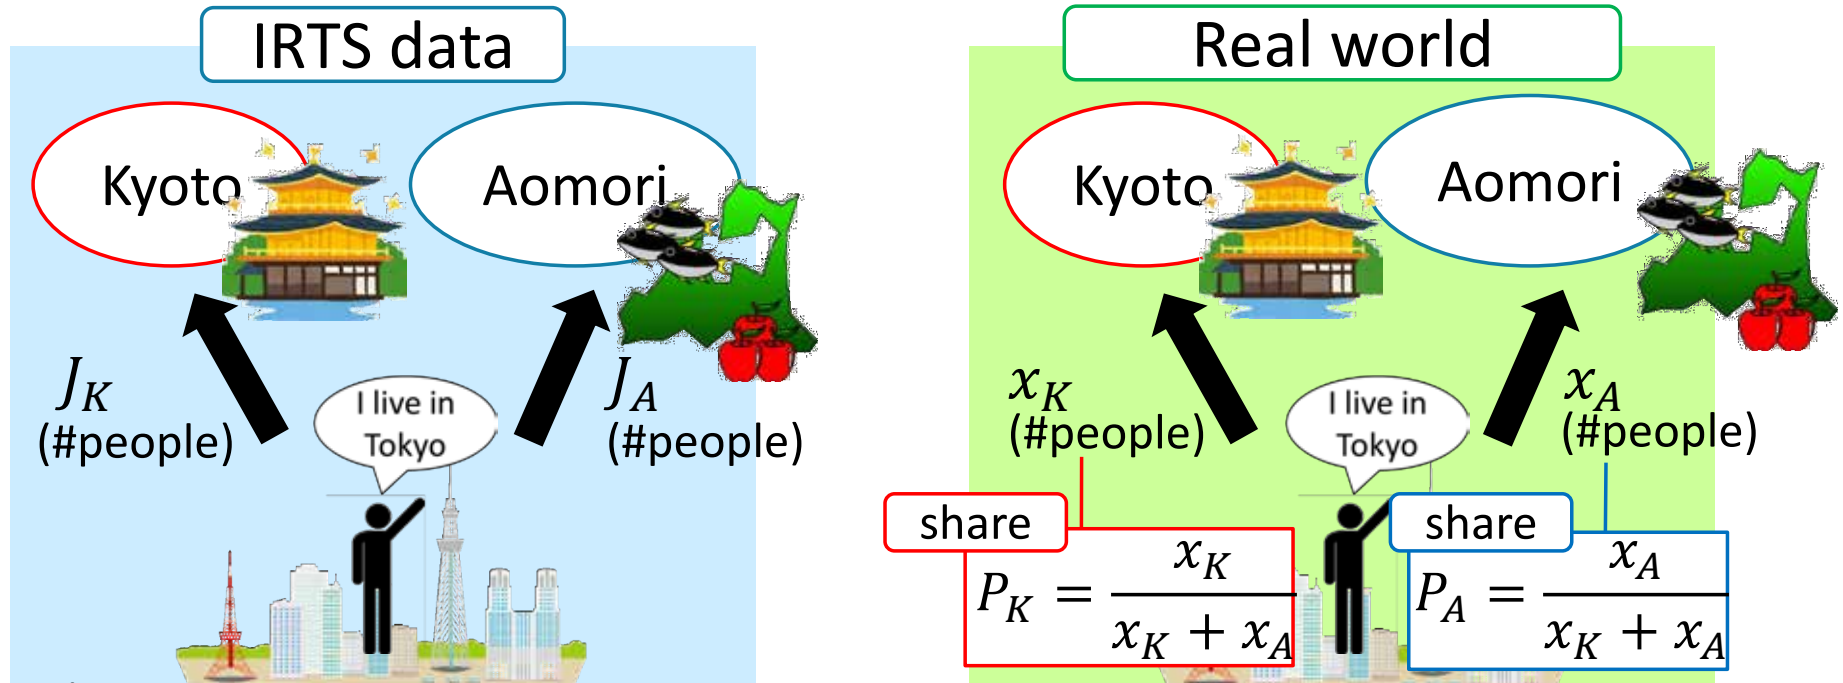 IRTS data
Kyoto
Aomori
J_K
(#people)
J_A
(#people)
I live in
Tokyo
Real world
Kyoto
Aomori
x_K
(#people)
x_A
(#people)
I live in
Tokyo
share
P_K = x_K / (x_K + x_A)
share
P_A = x_A / (x_K + x_A)